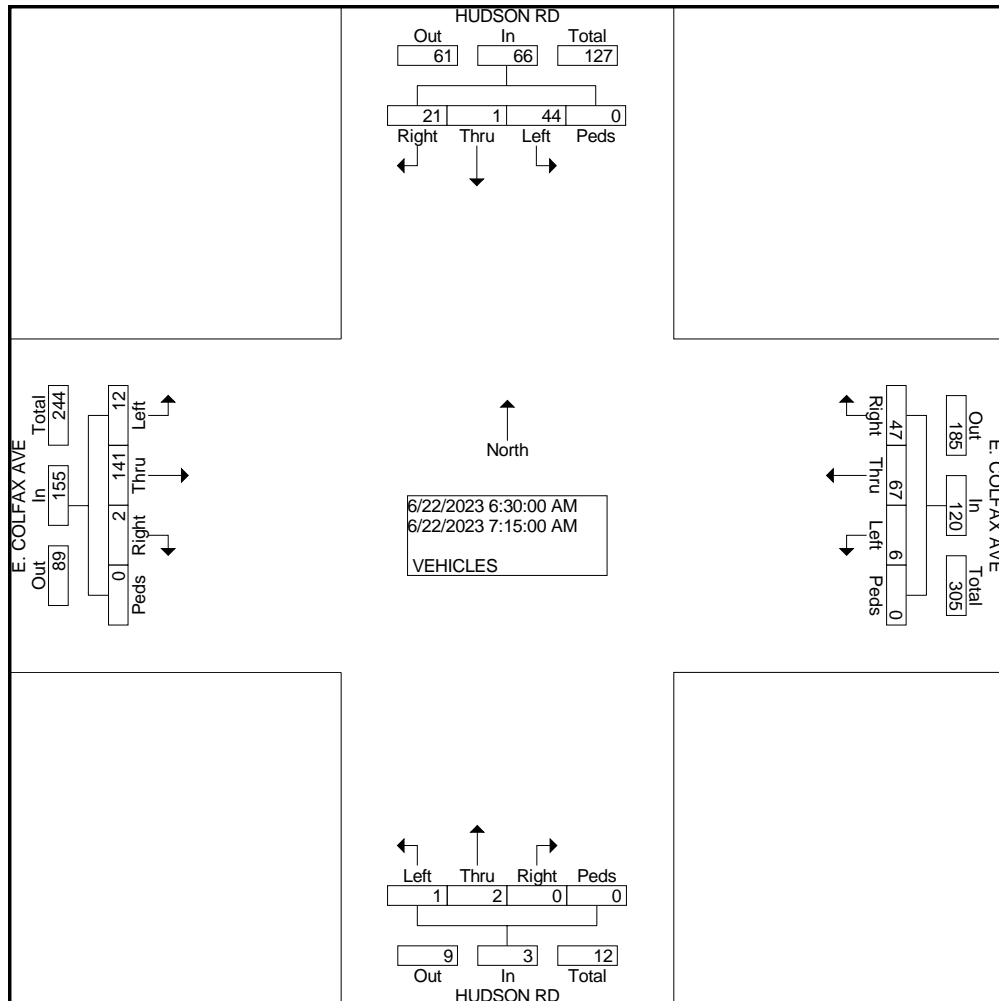 HUDSON RD
Out In Total
61 66 127
21 1 44 0
Right Thru Left Peds
E. COLFAX AVE
Total In Out
244 155 89
12 141 2 0
Left Thru Right Peds
North
6/22/2023 6:30:00 AM
6/22/2023 7:15:00 AM
VEHICLES
Right Thru Left Peds
47 67 6 0
185 120 305
Out In Total
E. COLFAX AVE
Left Thru Right Peds
1 2 0 0
9 3 12
Out In Total
HUDSON RD